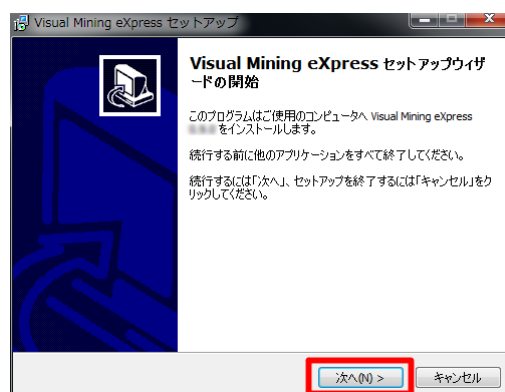 Visual Mining eXpress セットアップ
Visual Mining eXpress セットアップウィザ
ードの開始
このプログラムはご使用のコンピュータへ Visual Mining eXpress
をインストールします。
続行する前に他のアプリケーションをすべて終了してください。
続行するには「次へ」、セットアップを終了するには「キャンセル」をク
リックしてください。
次へ(N) >
キャンセル